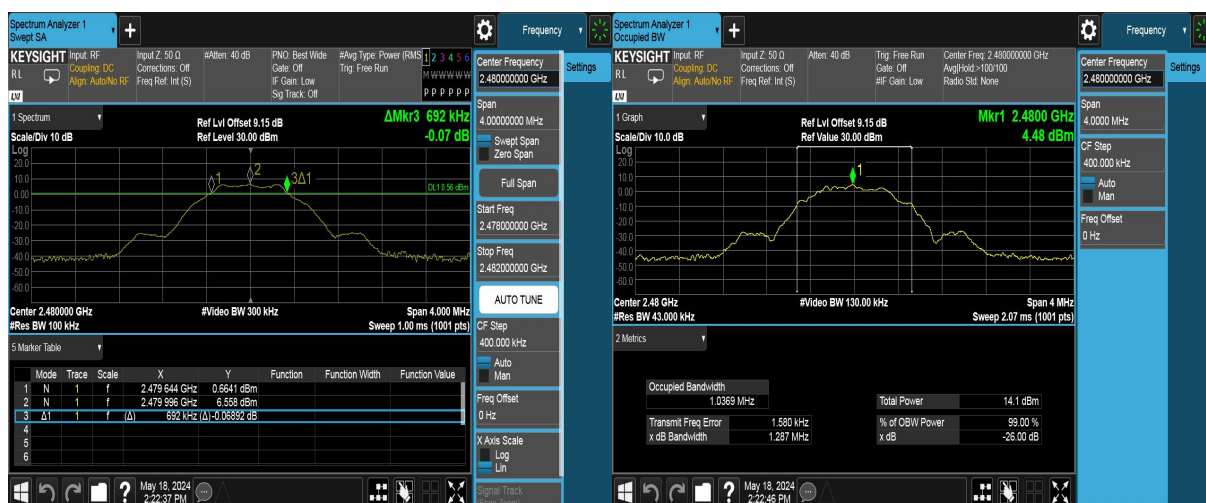 Spectrum Analyzer 1
Swept SA
Frequency
KEYSIGHT Input: RF
Coupling: DC
Align: Auto/No RF
Input Z: 50 Ω
Corrections: Off
Freq Ref: Int (S)
#Atten: 40 dB
PNO: Best Wide
Gate: Off
IF Gain: Low
Sig Track: Off
#Avg Type: Power (RMS
Trig: Free Run
1 2 3 4 5 6
M W W W W W
P P P P P P
R L
LXI
Center Frequency
2.480000000 GHz
Settings
Span
4.00000000 MHz
Swept Span
Zero Span
Full Span
Start Freq
2.478000000 GHz
Stop Freq
2.482000000 GHz
AUTO TUNE
CF Step
400.000 kHz
Auto
Man
Freq Offset
0 Hz
X Axis Scale
Log
Lin
Signal Track
1 Spectrum
Scale/Div 10 dB
Ref Lvl Offset 9.15 dB
Ref Level 30.00 dBm
ΔMkr3 692 kHz
-0.07 dB
Log
20.0
10.0
0.00
-10.0
-20.0
-30.0
-40.0
-50.0
-60.0
1
2
3Δ1
DL1 0.56 dBm
Center 2.480000 GHz
#Res BW 100 kHz
#Video BW 300 kHz
Span 4.000 MHz
Sweep 1.00 ms (1001 pts)
5 Marker Table
Mode Trace Scale X Y Function Function Width Function Value
1 N 1 f 2.479 644 GHz 0.6641 dBm
2 N 1 f 2.479 996 GHz 6.558 dBm
3 Δ1 1 f (Δ) 692 kHz (Δ) -0.06892 dB
4
5
6
May 18, 2024
2:22:37 PM
Spectrum Analyzer 1
Occupied BW
Frequency
KEYSIGHT Input: RF
Coupling: DC
Align: Auto/No RF
Input Z: 50 Ω
Corrections: Off
Freq Ref: Int (S)
Atten: 40 dB
Trig: Free Run
Gate: Off
#IF Gain: Low
Center Freq: 2.480000000 GHz
Avg|Hold:>100/100
Radio Std: None
R L
LXI
Center Frequency
2.480000000 GHz
Settings
Span
4.0000 MHz
CF Step
400.000 kHz
Auto
Man
Freq Offset
0 Hz
1 Graph
Scale/Div 10.0 dB
Ref Lvl Offset 9.15 dB
Ref Value 30.00 dBm
Mkr1 2.4800 GHz
4.48 dBm
Log
20.0
10.0
0.00
-10.0
-20.0
-30.0
-40.0
-50.0
-60.0
1
Center 2.48 GHz
#Res BW 43.000 kHz
#Video BW 130.00 kHz
Span 4 MHz
Sweep 2.07 ms (1001 pts)
2 Metrics
Occupied Bandwidth
1.0369 MHz
Total Power 14.1 dBm
Transmit Freq Error 1.580 kHz
% of OBW Power 99.00 %
x dB Bandwidth 1.287 MHz
x dB -26.00 dB
May 18, 2024
2:22:46 PM